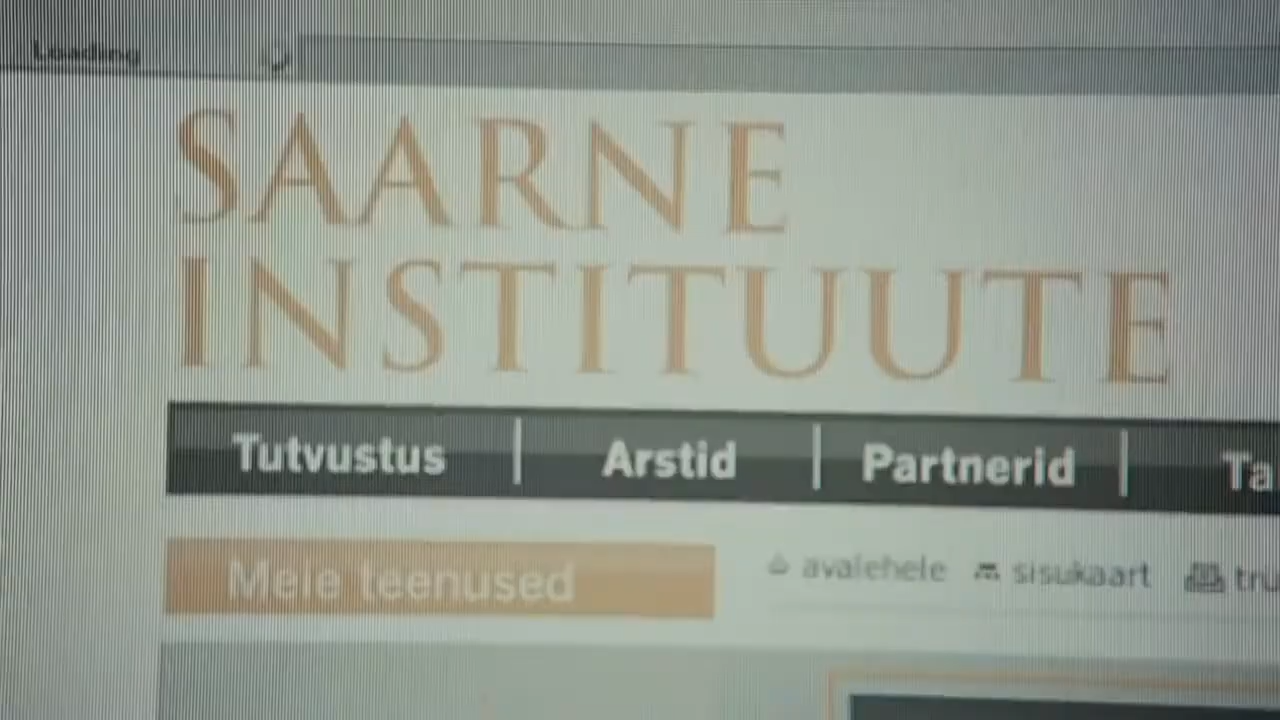 Loading
SAARNE
INSTITUUTE
Tutvustus Arstid Partnerid
Meie teenused
avalehele sisukaart